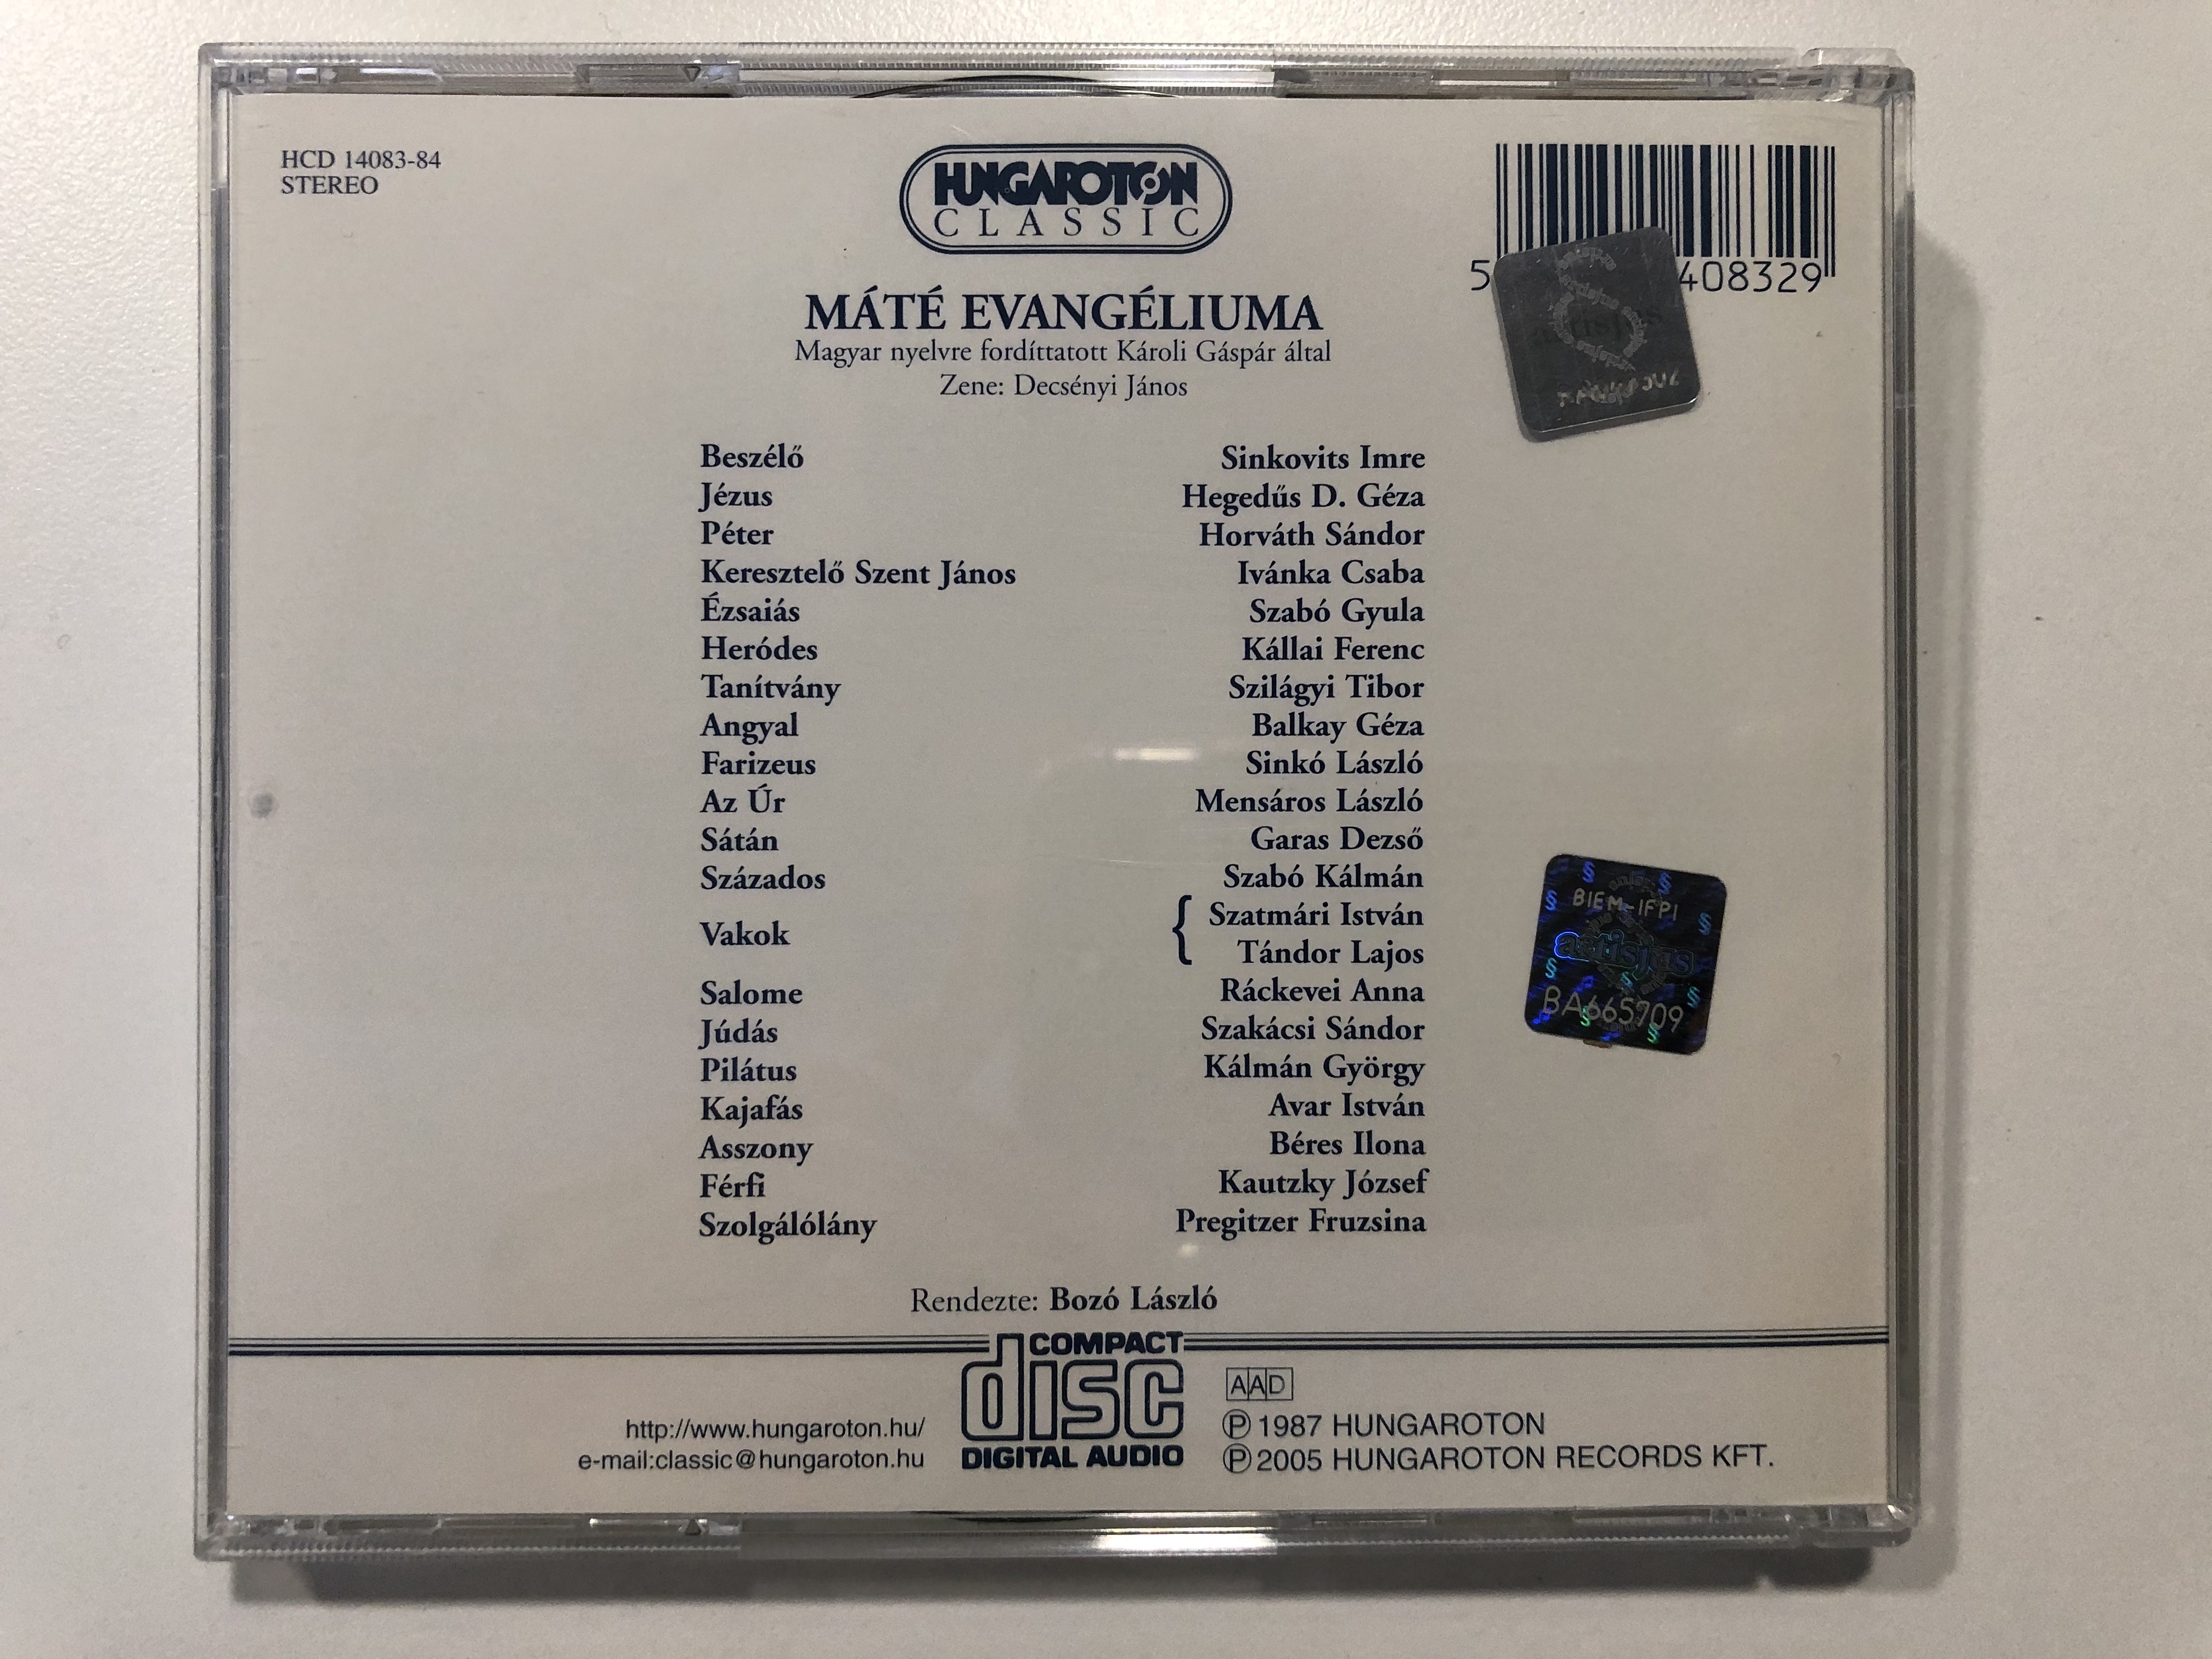 HCD 14083-84
STEREO
HUNGAROTON
CLASSIC
5 408329
MÁTÉ EVANGÉLIUMA
Magyar nyelvre fordíttatott Károli Gáspár által
Zene: Decsényi János
Beszélő Sinkovits Imre
Jézus Hegedűs D. Géza
Péter Horváth Sándor
Keresztelő Szent János Ivánka Csaba
Ézsaiás Szabó Gyula
Heródes Kállai Ferenc
Tanítvány Szilágyi Tibor
Angyal Balkay Géza
Farizeus Sinkó László
Az Úr Mensáros László
Sátán Garas Dezső
Százados Szabó Kálmán
Vakok { Szatmári István
Tándor Lajos
Salome Ráckevei Anna
Júdás Szakácsi Sándor
Pilátus Kálmán György
Kajafás Avar István
Asszony Béres Ilona
Férfi Kautzky József
Szolgálólány Pregitzer Fruzsina
BIEM-IFPI
artisjus
BA665709
Rendezte: Bozó László
COMPACT
disc
DIGITAL AUDIO
http://www.hungaroton.hu/
e-mail:classic@hungaroton.hu
AAD
Ⓟ 1987 HUNGAROTON
Ⓟ 2005 HUNGAROTON RECORDS KFT.